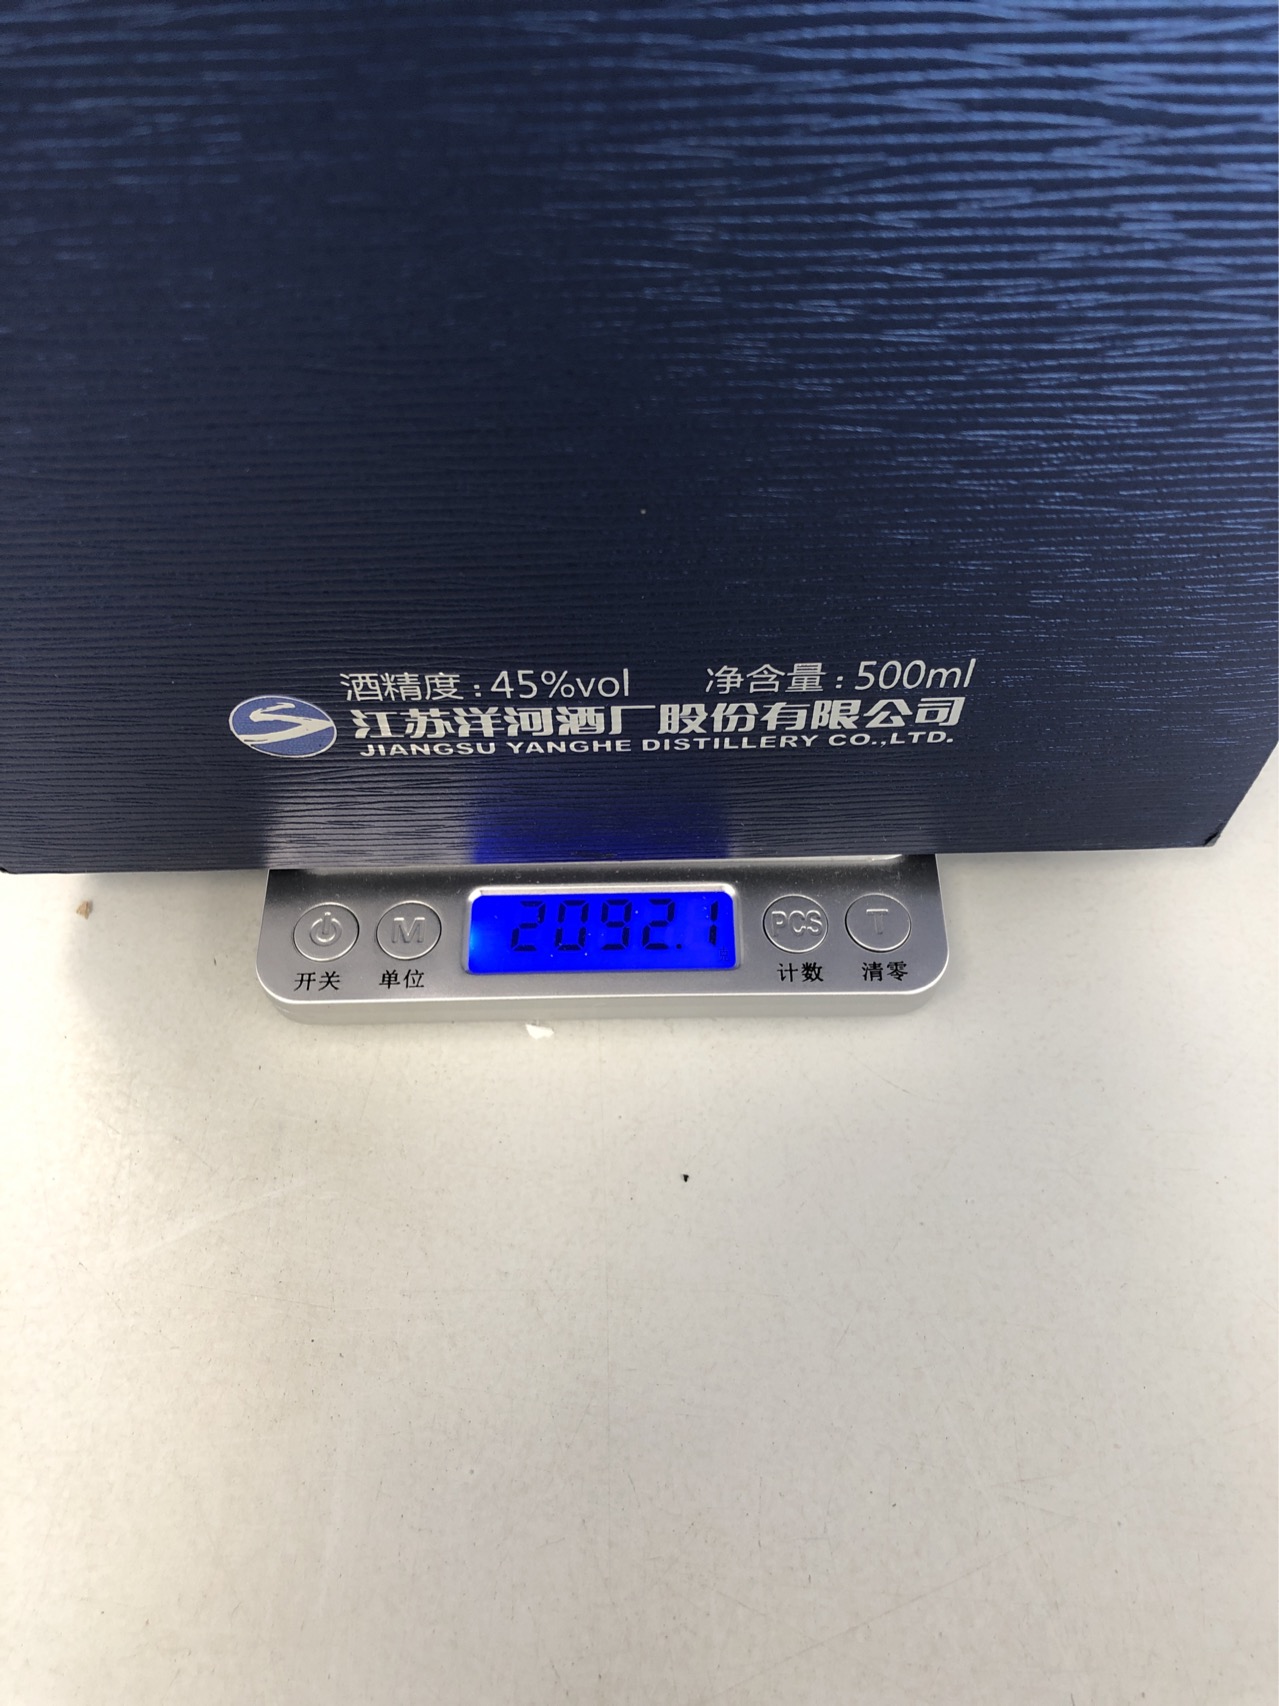 酒精度:45%vol 净含量:500ml
江苏洋河酒厂股份有限公司
JIANGSU YANGHE DISTILLERY CO.,LTD.
M 2092.1 PCS T
开关 单位 计数 清零